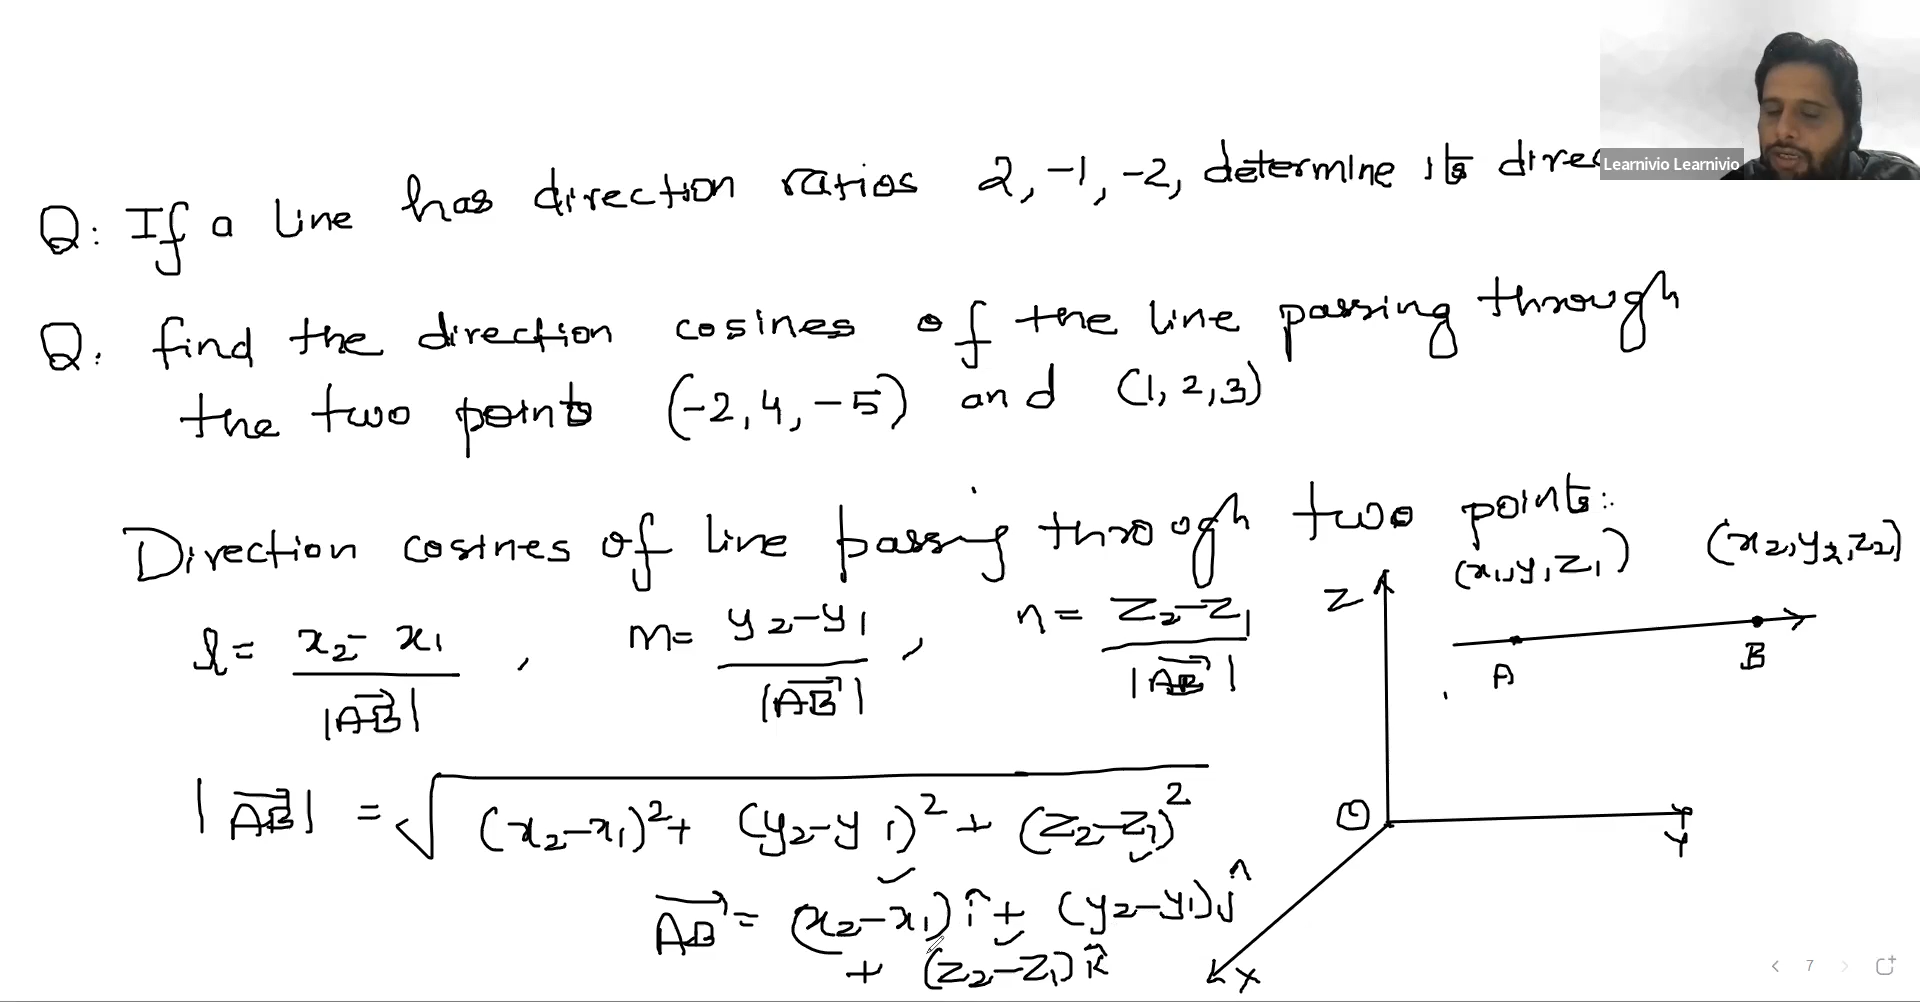 Learnivio Learnivio
Q: If a line has direction ratios 2, -1, -2, determine its direc
Q. find the direction cosines of the line passing through
the two points (-2, 4, -5) and (1, 2, 3)
Direction cosines of line passing through two points:
(x₁, y, z₁) (x₂, y₂, z₂)
l = x₂ - x₁ / |AB|, m = y₂ - y₁ / |AB|, n = z₂ - z₁ / |AB|
Z
A B
|AB| = √(x₂-x₁)² + (y₂-y₁)² + (z₂-z₁)²
O
Y
AB = (x₂-x₁)î + (y₂-y₁)ĵ
+ (z₂-z₁)k̂
X
7